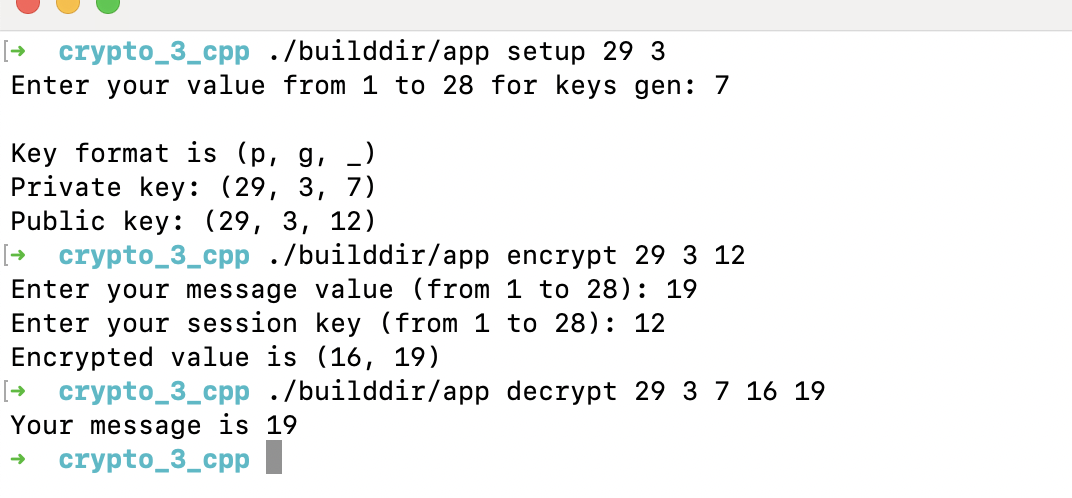 ➜  crypto_3_cpp ./builddir/app setup 29 3
Enter your value from 1 to 28 for keys gen: 7
Key format is (p, g, _)
Private key: (29, 3, 7)
Public key: (29, 3, 12)
➜  crypto_3_cpp ./builddir/app encrypt 29 3 12
Enter your message value (from 1 to 28): 19
Enter your session key (from 1 to 28): 12
Encrypted value is (16, 19)
➜  crypto_3_cpp ./builddir/app decrypt 29 3 7 16 19
Your message is 19
➜  crypto_3_cpp